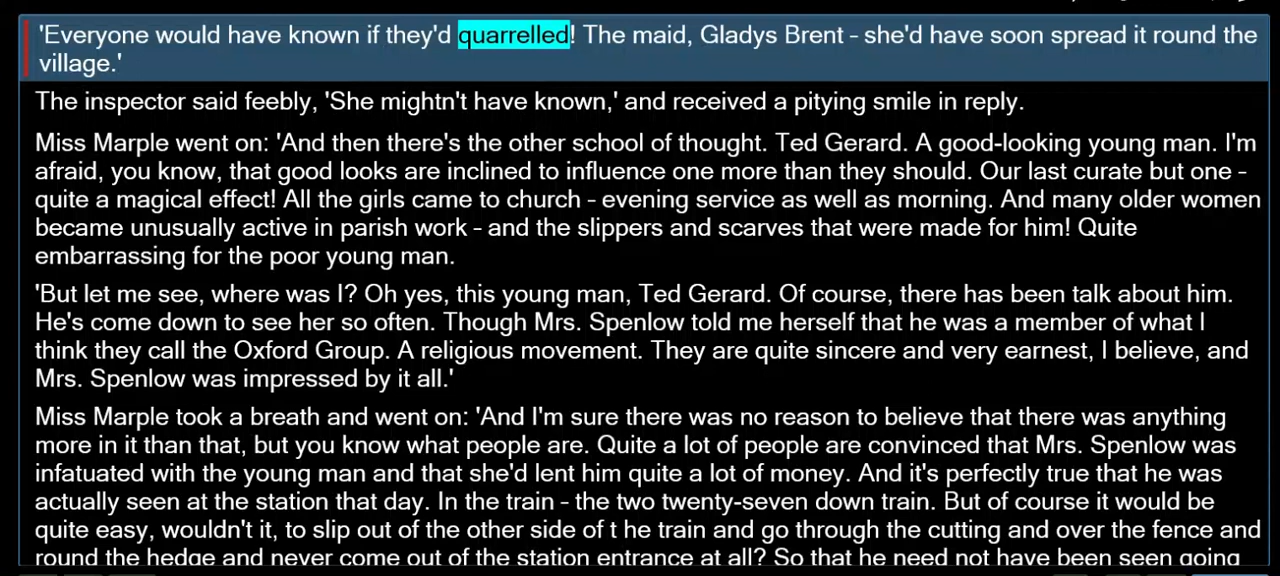 'Everyone would have known if they'd quarrelled! The maid, Gladys Brent - she'd have soon spread it round the
village.'
The inspector said feebly, 'She mightn't have known,' and received a pitying smile in reply.
Miss Marple went on: 'And then there's the other school of thought. Ted Gerard. A good-looking young man. I'm
afraid, you know, that good looks are inclined to influence one more than they should. Our last curate but one -
quite a magical effect! All the girls came to church - evening service as well as morning. And many older women
became unusually active in parish work - and the slippers and scarves that were made for him! Quite
embarrassing for the poor young man.
'But let me see, where was I? Oh yes, this young man, Ted Gerard. Of course, there has been talk about him.
He's come down to see her so often. Though Mrs. Spenlow told me herself that he was a member of what I
think they call the Oxford Group. A religious movement. They are quite sincere and very earnest, I believe, and
Mrs. Spenlow was impressed by it all.'
Miss Marple took a breath and went on: 'And I'm sure there was no reason to believe that there was anything
more in it than that, but you know what people are. Quite a lot of people are convinced that Mrs. Spenlow was
infatuated with the young man and that she'd lent him quite a lot of money. And it's perfectly true that he was
actually seen at the station that day. In the train - the two twenty-seven down train. But of course it would be
quite easy, wouldn't it, to slip out of the other side of t he train and go through the cutting and over the fence and
round the hedge and never come out of the station entrance at all? So that he need not have been seen going